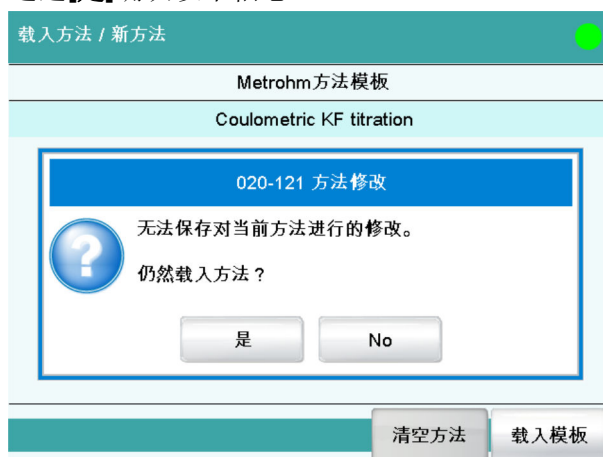 载入方法 / 新方法
Metrohm方法模板
Coulometric KF titration
020-121 方法修改
无法保存对当前方法进行的修改。
仍然载入方法？
是
No
清空方法
载入模板